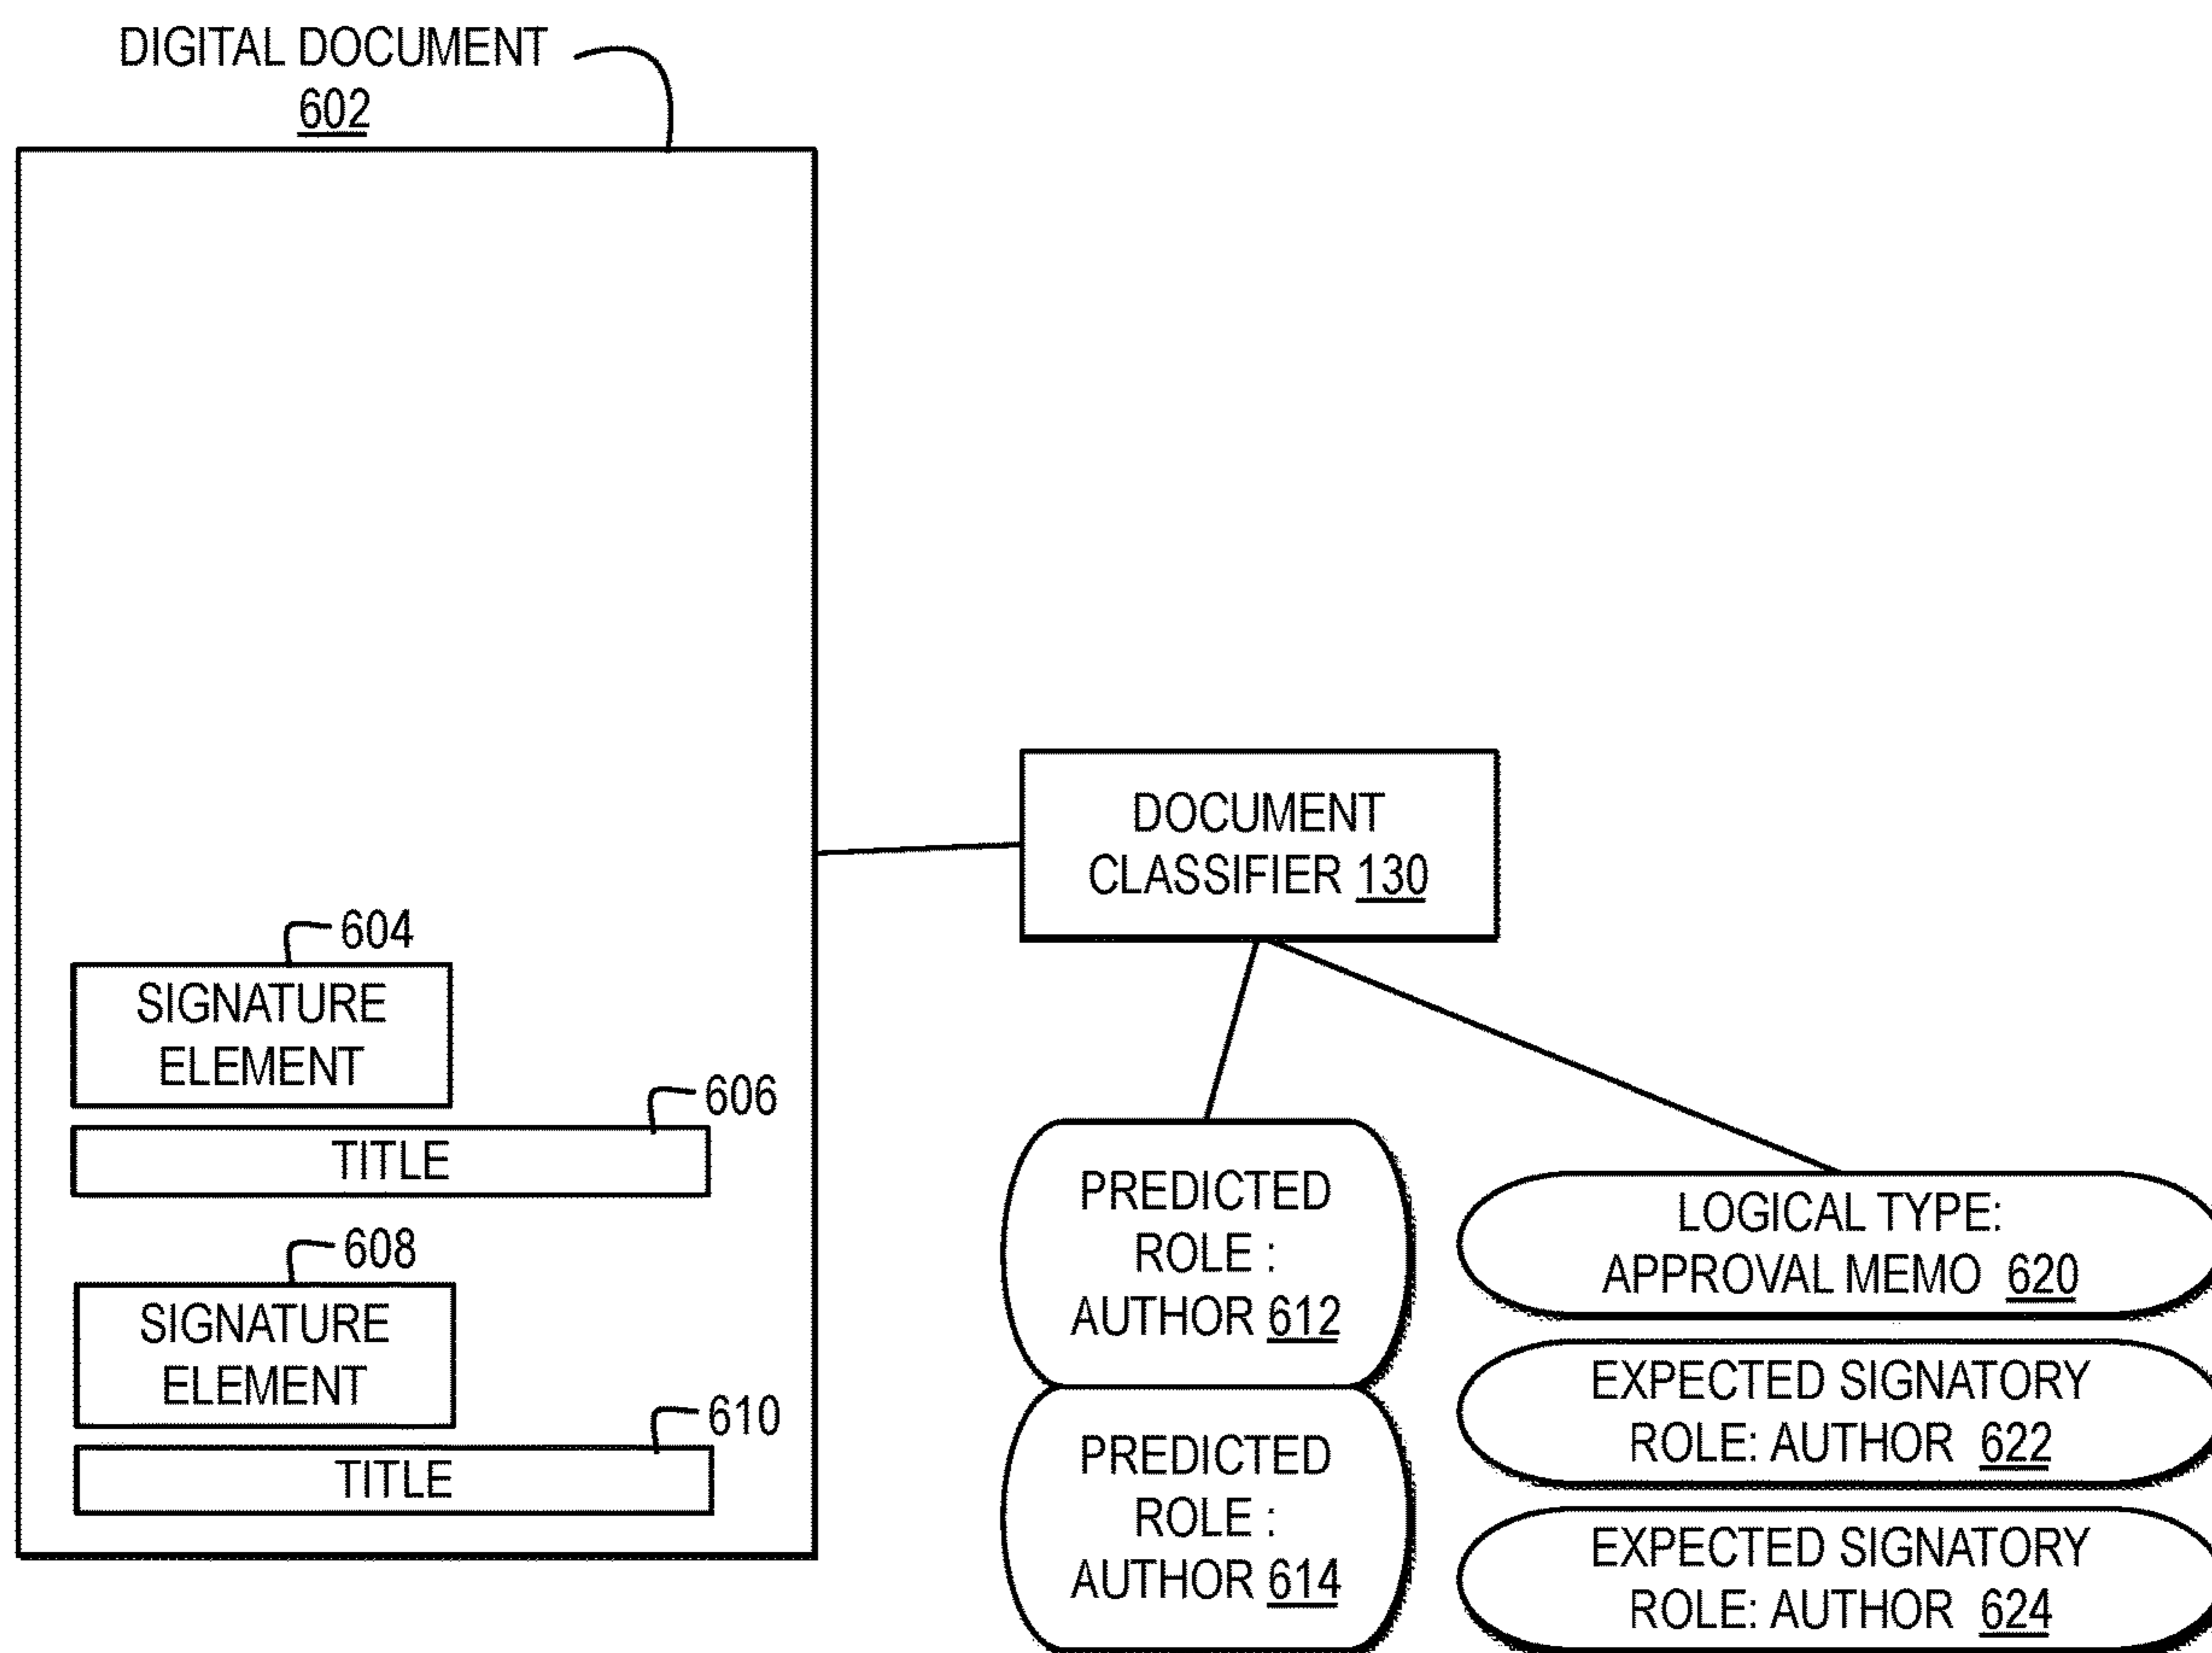 DIGITAL DOCUMENT
602
604
SIGNATURE
ELEMENT
606
TITLE
608
SIGNATURE
ELEMENT
610
TITLE
DOCUMENT
CLASSIFIER 130
PREDICTED
ROLE :
AUTHOR 612
PREDICTED
ROLE :
AUTHOR 614
LOGICAL TYPE:
APPROVAL MEMO 620
EXPECTED SIGNATORY
ROLE: AUTHOR 622
EXPECTED SIGNATORY
ROLE: AUTHOR 624